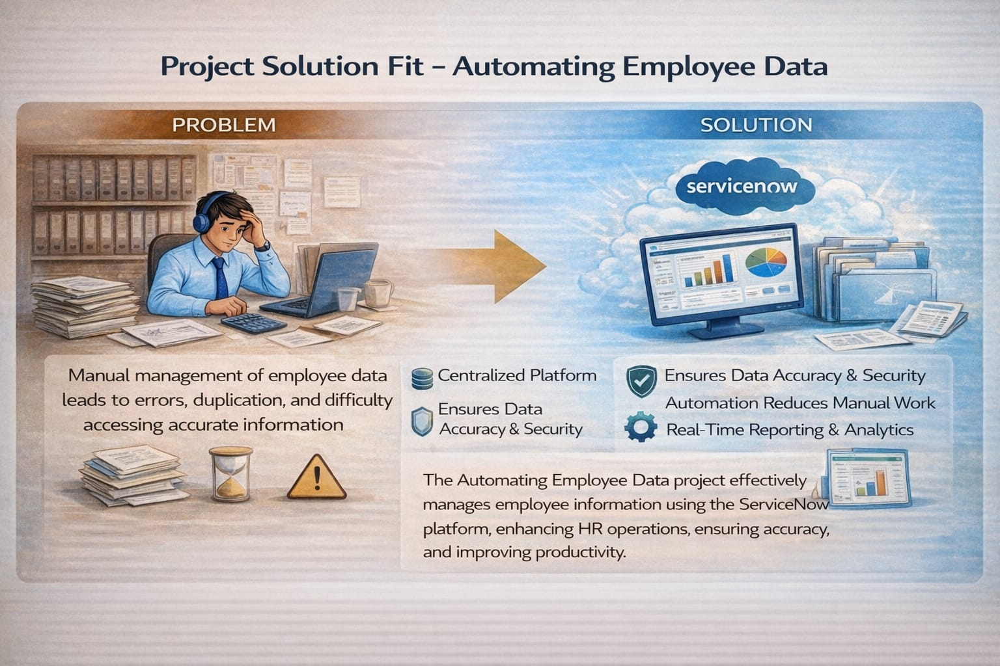 Project Solution Fit – Automating Employee Data
PROBLEM
SOLUTION
servicenow
Manual management of employee data
leads to errors, duplication, and difficulty
accessing accurate information
Centralized Platform
Ensures Data
Accuracy & Security
Ensures Data Accuracy & Security
Automation Reduces Manual Work
Real-Time Reporting & Analytics
The Automating Employee Data project effectively
manages employee information using the ServiceNow
platform, enhancing HR operations, ensuring accuracy,
and improving productivity.